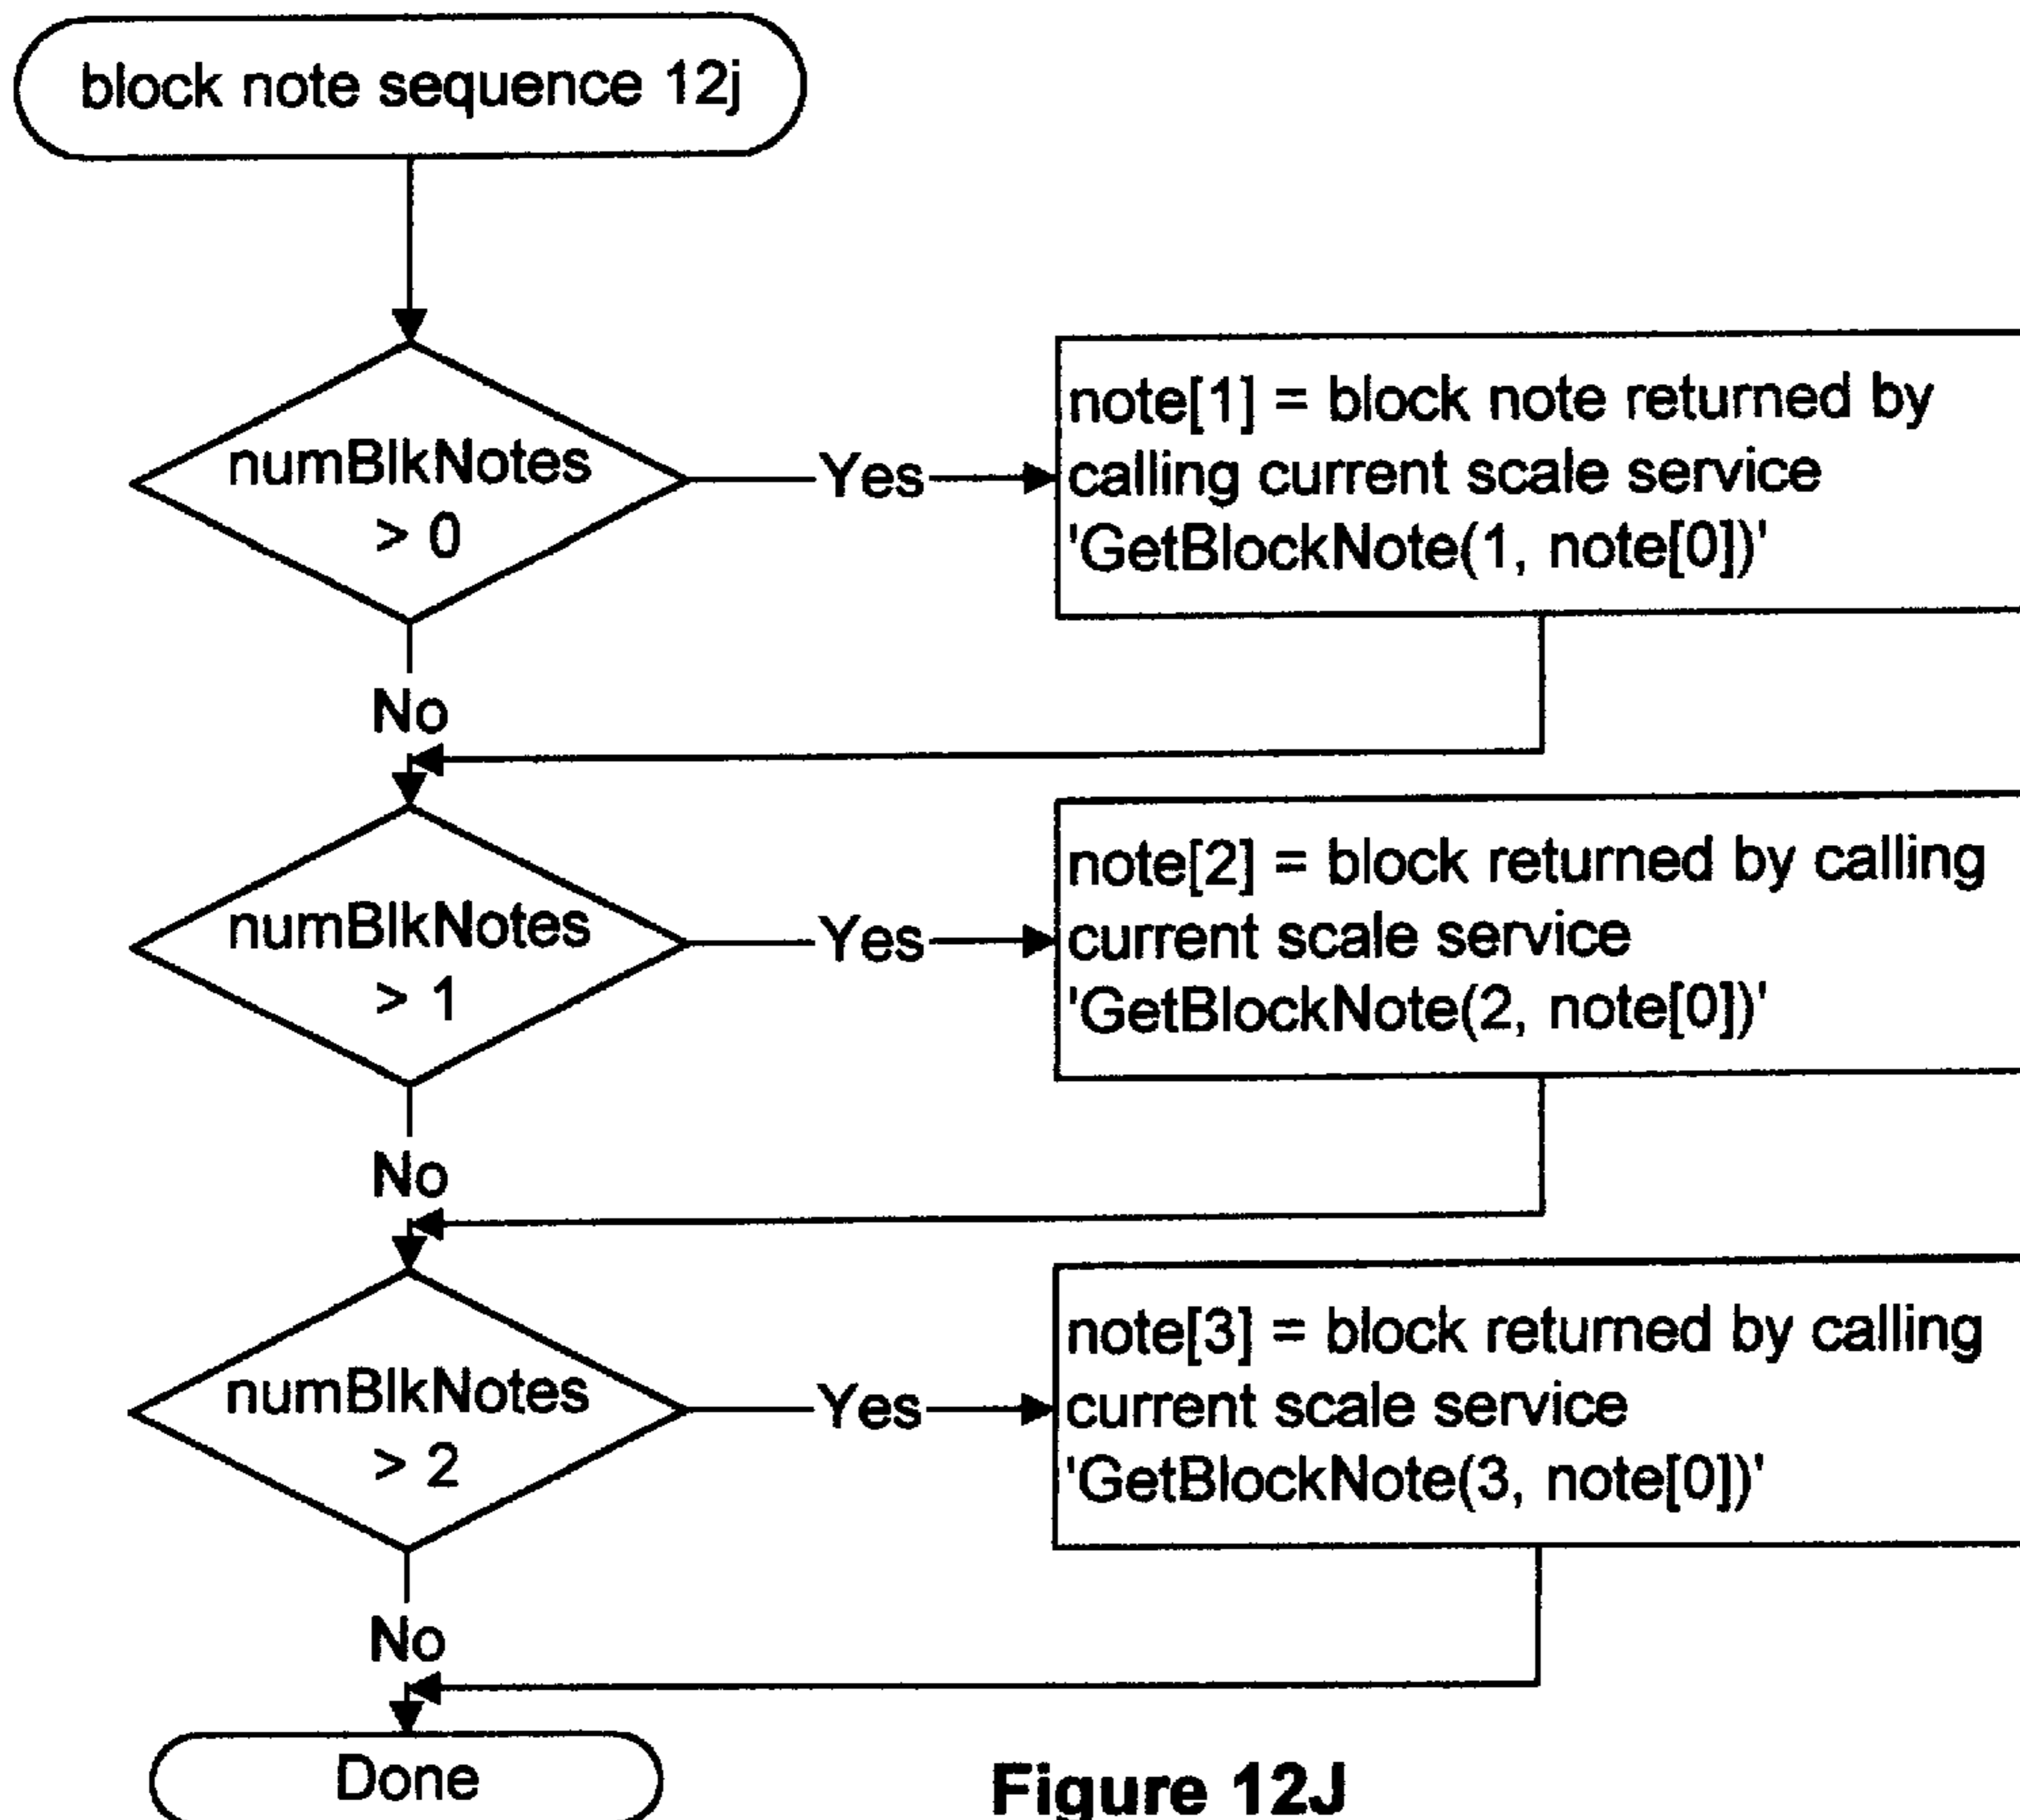 block note sequence 12j
numBlkNotes
> 0
Yes
note[1] = block note returned by
calling current scale service
'GetBlockNote(1, note[0])'
No
numBlkNotes
> 1
Yes
note[2] = block returned by calling
current scale service
'GetBlockNote(2, note[0])'
No
numBlkNotes
> 2
Yes
note[3] = block returned by calling
current scale service
'GetBlockNote(3, note[0])'
No
Done
Figure 12J